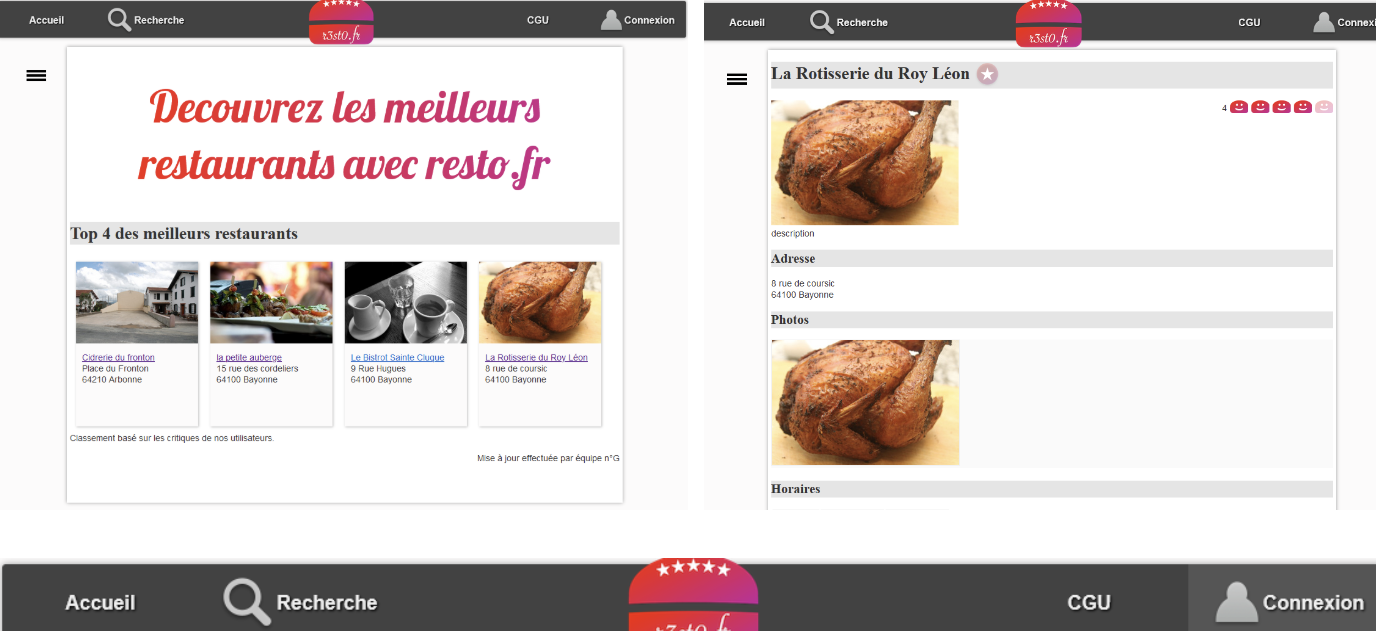 Accueil
Recherche
r3st0.fr
CGU
Connexion
Decouvrez les meilleurs
restaurants avec resto.fr
Top 4 des meilleurs restaurants
Cidrerie du fronton
Place du Fronton
64210 Arbonne
la petite auberge
15 rue des cordeliers
64100 Bayonne
Le Bistrot Sainte Cluque
9 Rue Hugues
64100 Bayonne
La Rotisserie du Roy Léon
8 rue de coursic
64100 Bayonne
Classement basé sur les critiques de nos utilisateurs.
Mise à jour effectuée par équipe n°G
Accueil
Recherche
r3st0.fr
CGU
Connexi
La Rotisserie du Roy Léon
4
description
Adresse
8 rue de coursic
64100 Bayonne
Photos
Horaires
Accueil
Recherche
r3st0.fr
CGU
Connexion